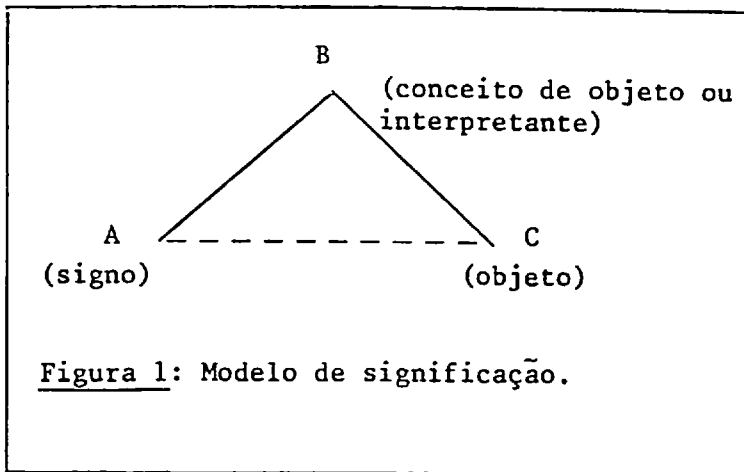 B
(conceito de objeto ou
interpretante)
A
C
(signo)
(objeto)
Figura 1: Modelo de significação.